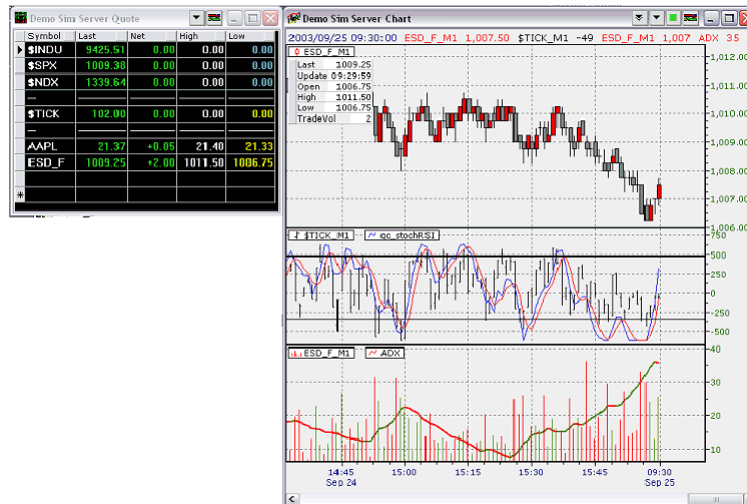 Demo Sim Server Quote
Symbol Last Net High Low
$INDU 9425.51 0.00 0.00 0.00
$SPX 1009.38 0.00 0.00 0.00
$NDX 1339.64 0.00 0.00 0.00
—
$TICK 102.00 0.00 0.00 0.00
—
AAPL 21.37 +0.05 21.40 21.33
ESD_F 1009.25 +2.00 1011.50 1006.75
*
Demo Sim Server Chart
2003/09/25 09:30:00 ESD_F_M1 1,007.50 $TICK_M1 -49 ESD_F_M1 1,007 ADX 35
ESD_F_M1
Last 1009.25
Update 09:29:59
Open 1006.75
High 1011.50
Low 1006.75
TradeVol 2
1,012.00
1,011.00
1,010.00
1,009.00
1,008.00
1,007.00
1,006.00
$TICK_M1 qc_stochRSI
750
500
250
0
-250
-500
ESD_F_M1 ADX
40
30
20
10
14:45 15:00 15:15 15:30 15:45 09:30
Sep 24 Sep 25